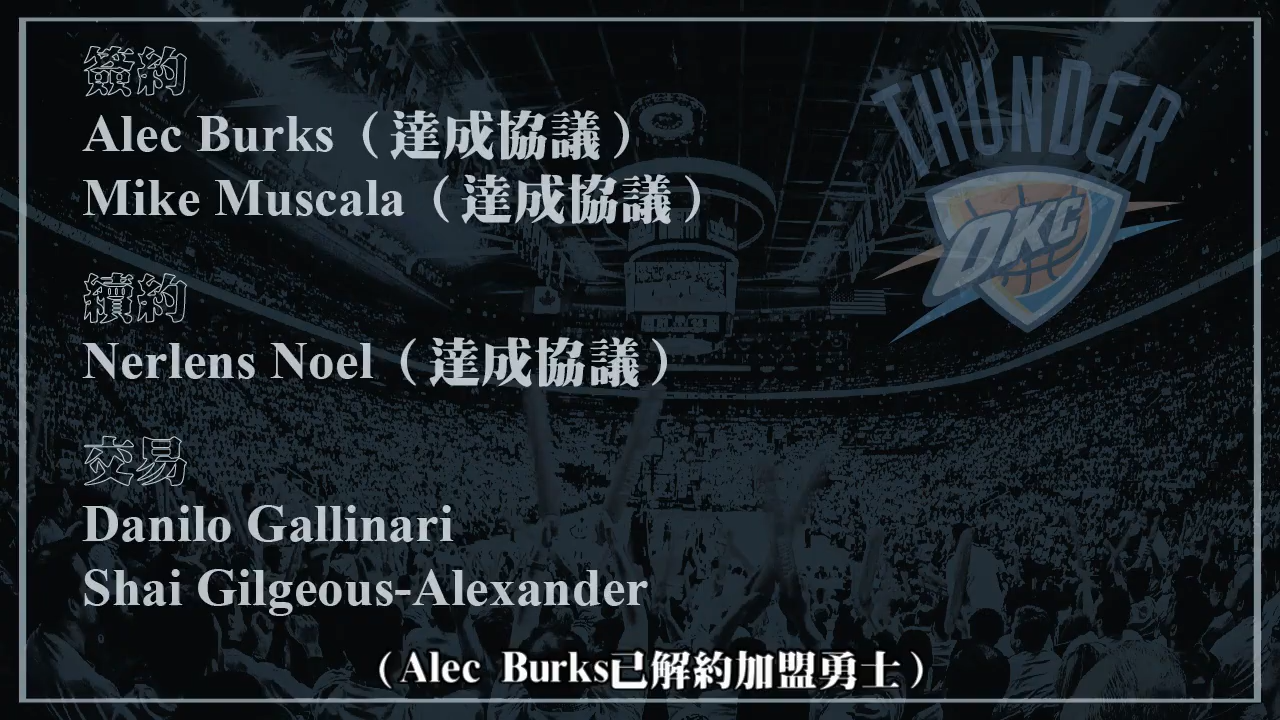 簽約
Alec Burks（達成協議）
Mike Muscala（達成協議）
續約
Nerlens Noel（達成協議）
交易
Danilo Gallinari
Shai Gilgeous-Alexander
（Alec Burks已解約加盟勇士）
THUNDER
OKC